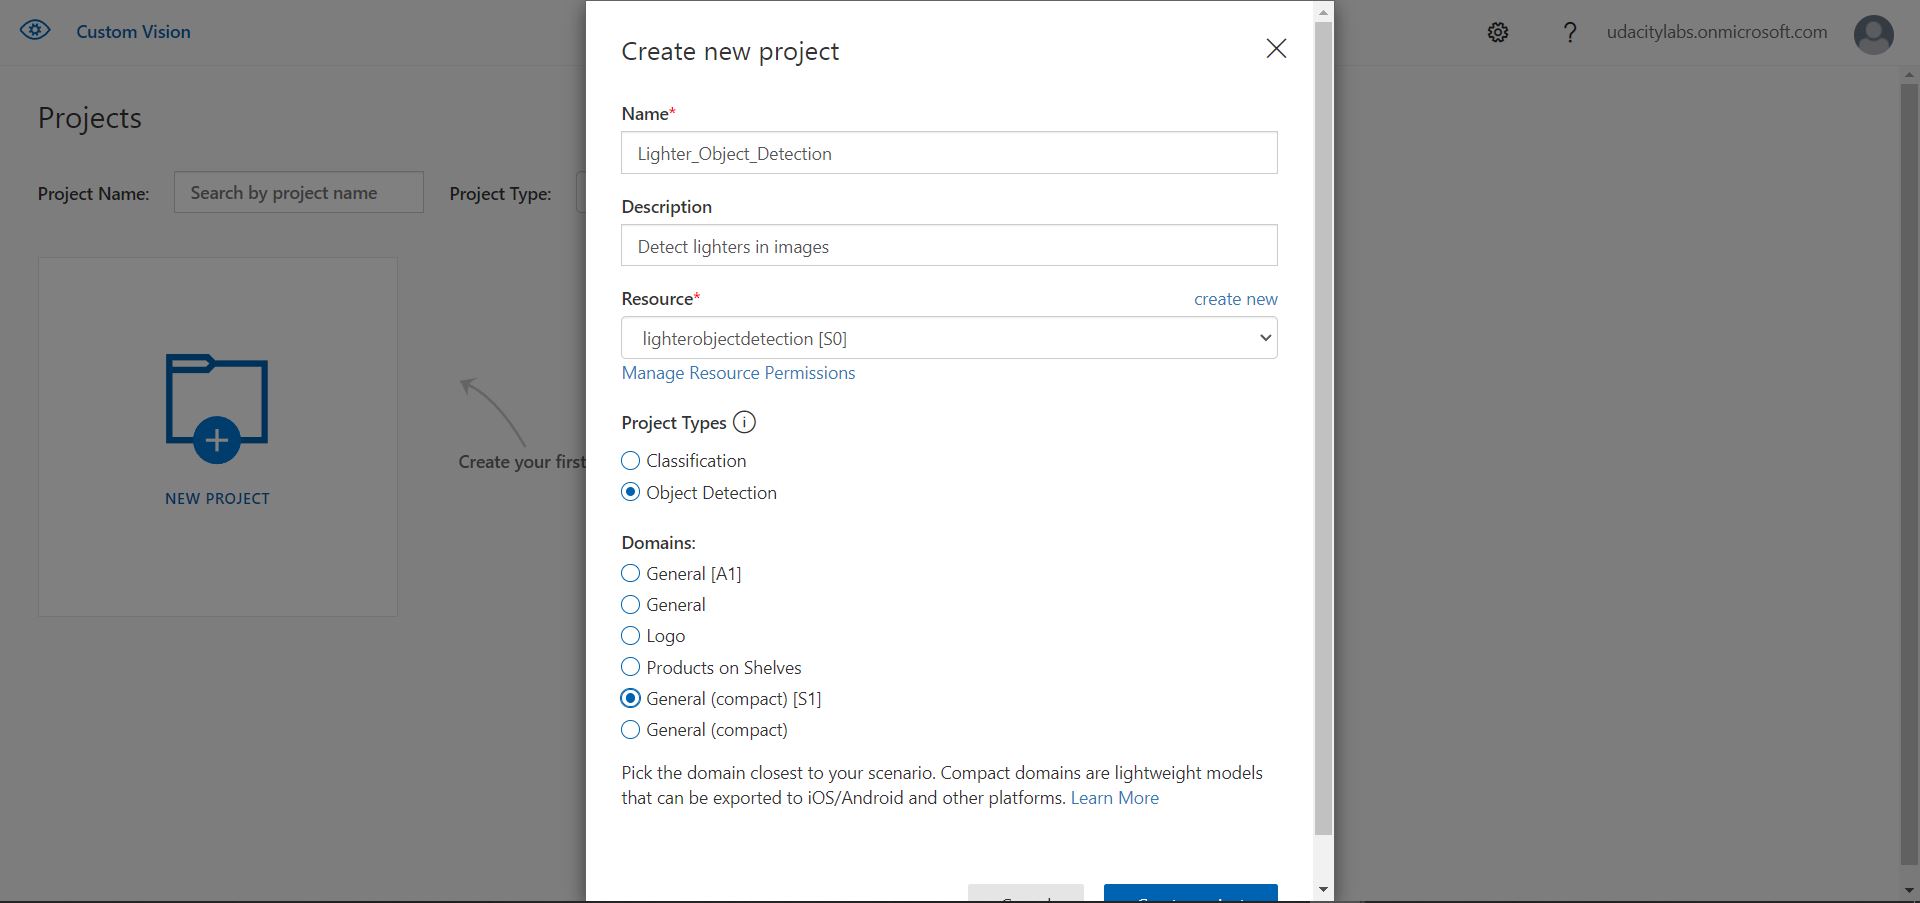 Custom Vision
? udacitylabs.onmicrosoft.com
Projects
Project Name: Search by project name Project Type:
NEW PROJECT
Create your first
Create new project
Name*
Lighter_Object_Detection
Description
Detect lighters in images
Resource* create new
lighterobjectdetection [S0]
Manage Resource Permissions
Project Types i
Classification
Object Detection
Domains:
General [A1]
General
Logo
Products on Shelves
General (compact) [S1]
General (compact)
Pick the domain closest to your scenario. Compact domains are lightweight models
that can be exported to iOS/Android and other platforms. Learn More